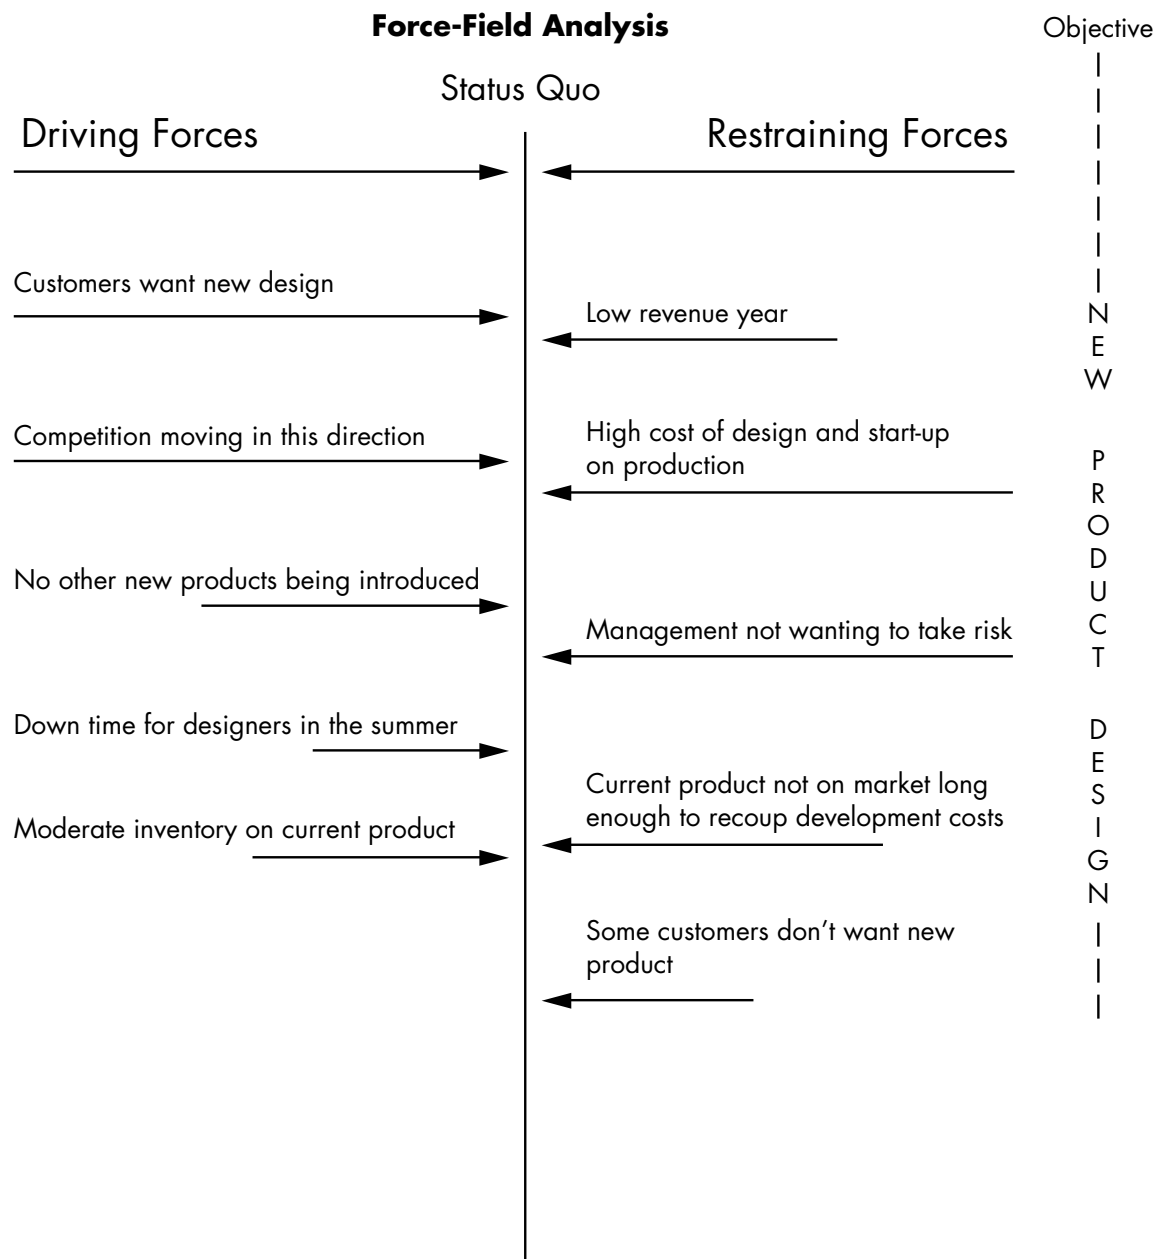 Force-Field Analysis
Objective
Status Quo
Driving Forces
Restraining Forces
Customers want new design
Low revenue year
Competition moving in this direction
High cost of design and start-up
on production
No other new products being introduced
Management not wanting to take risk
Down time for designers in the summer
Current product not on market long
enough to recoup development costs
Moderate inventory on current product
Some customers don’t want new
product
NEW PRODUCT DESIGN